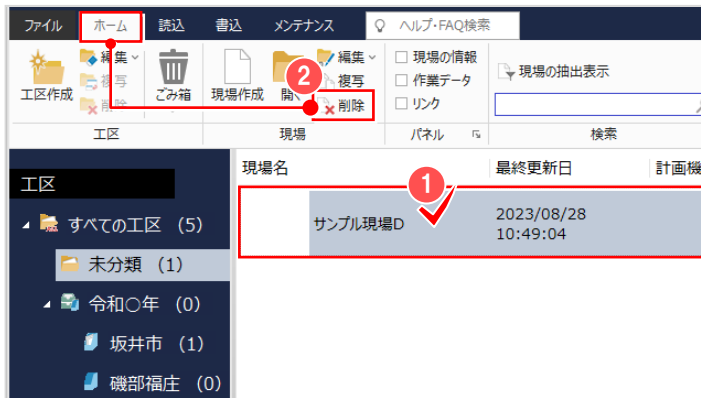 ファイル ホーム 読込 書込 メンテナンス ヘルプ・FAQ検索
工区作成 編集 複写 削除 ごみ箱 現場作成 開く 編集 複写 削除 現場の情報 作業データ リンク 現場の抽出表示
2
工区 現場 パネル 検索
工区 現場名 最終更新日 計画機
1
すべての工区 (5)
サンプル現場D 2023/08/28
10:49:04
未分類 (1)
令和○年 (0)
坂井市 (1)
磯部福庄 (0)